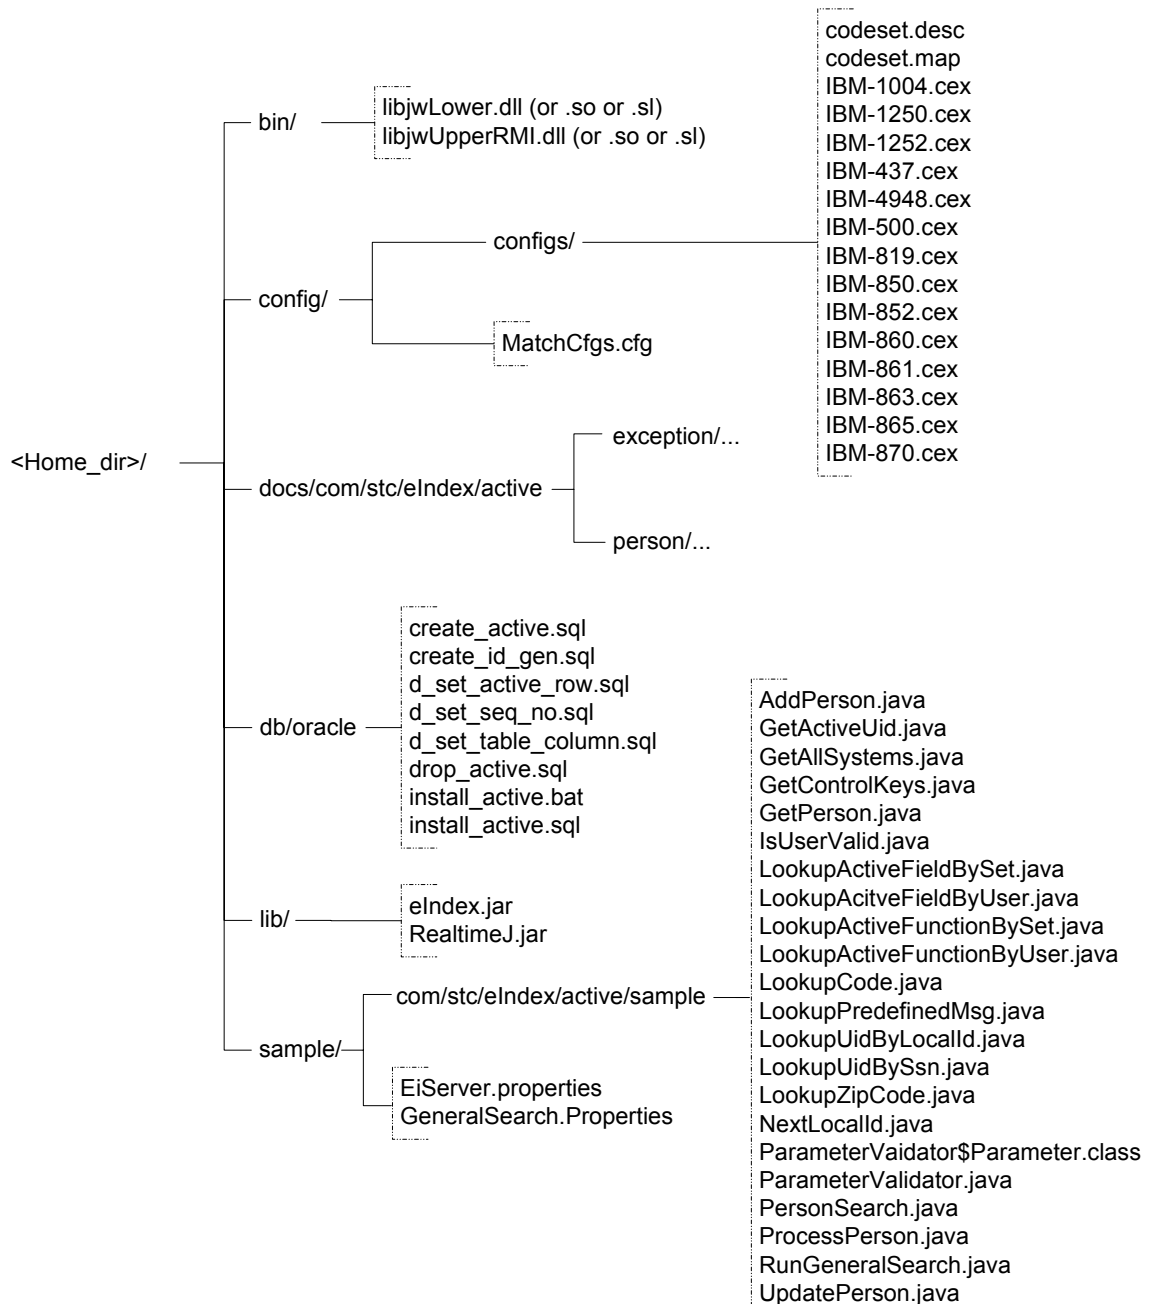 <Home_dir>/
bin/
libjwLower.dll (or .so or .sl)
libjwUpperRMI.dll (or .so or .sl)
config/
configs/
codeset.desc
codeset.map
IBM-1004.cex
IBM-1250.cex
IBM-1252.cex
IBM-437.cex
IBM-4948.cex
IBM-500.cex
IBM-819.cex
IBM-850.cex
IBM-852.cex
IBM-860.cex
IBM-861.cex
IBM-863.cex
IBM-865.cex
IBM-870.cex
MatchCfgs.cfg
docs/com/stc/eIndex/active
exception/...
person/...
db/oracle
create_active.sql
create_id_gen.sql
d_set_active_row.sql
d_set_seq_no.sql
d_set_table_column.sql
drop_active.sql
install_active.bat
install_active.sql
lib/
eIndex.jar
RealtimeJ.jar
sample/
com/stc/eIndex/active/sample
AddPerson.java
GetActiveUid.java
GetAllSystems.java
GetControlKeys.java
GetPerson.java
IsUserValid.java
LookupActiveFieldBySet.java
LookupAcitveFieldByUser.java
LookupActiveFunctionBySet.java
LookupActiveFunctionByUser.java
LookupCode.java
LookupPredefinedMsg.java
LookupUidByLocalId.java
LookupUidBySsn.java
LookupZipCode.java
NextLocalId.java
ParameterVaidator$Parameter.class
ParameterValidator.java
PersonSearch.java
ProcessPerson.java
RunGeneralSearch.java
UpdatePerson.java
EiServer.properties
GeneralSearch.Properties